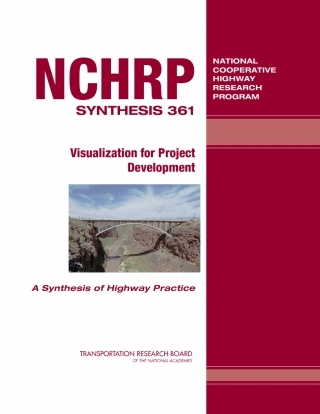 NCHRP
SYNTHESIS 361
NATIONAL
COOPERATIVE
HIGHWAY
RESEARCH
PROGRAM
Visualization for Project
Development
A Synthesis of Highway Practice
TRANSPORTATION RESEARCH BOARD
OF THE NATIONAL ACADEMIES